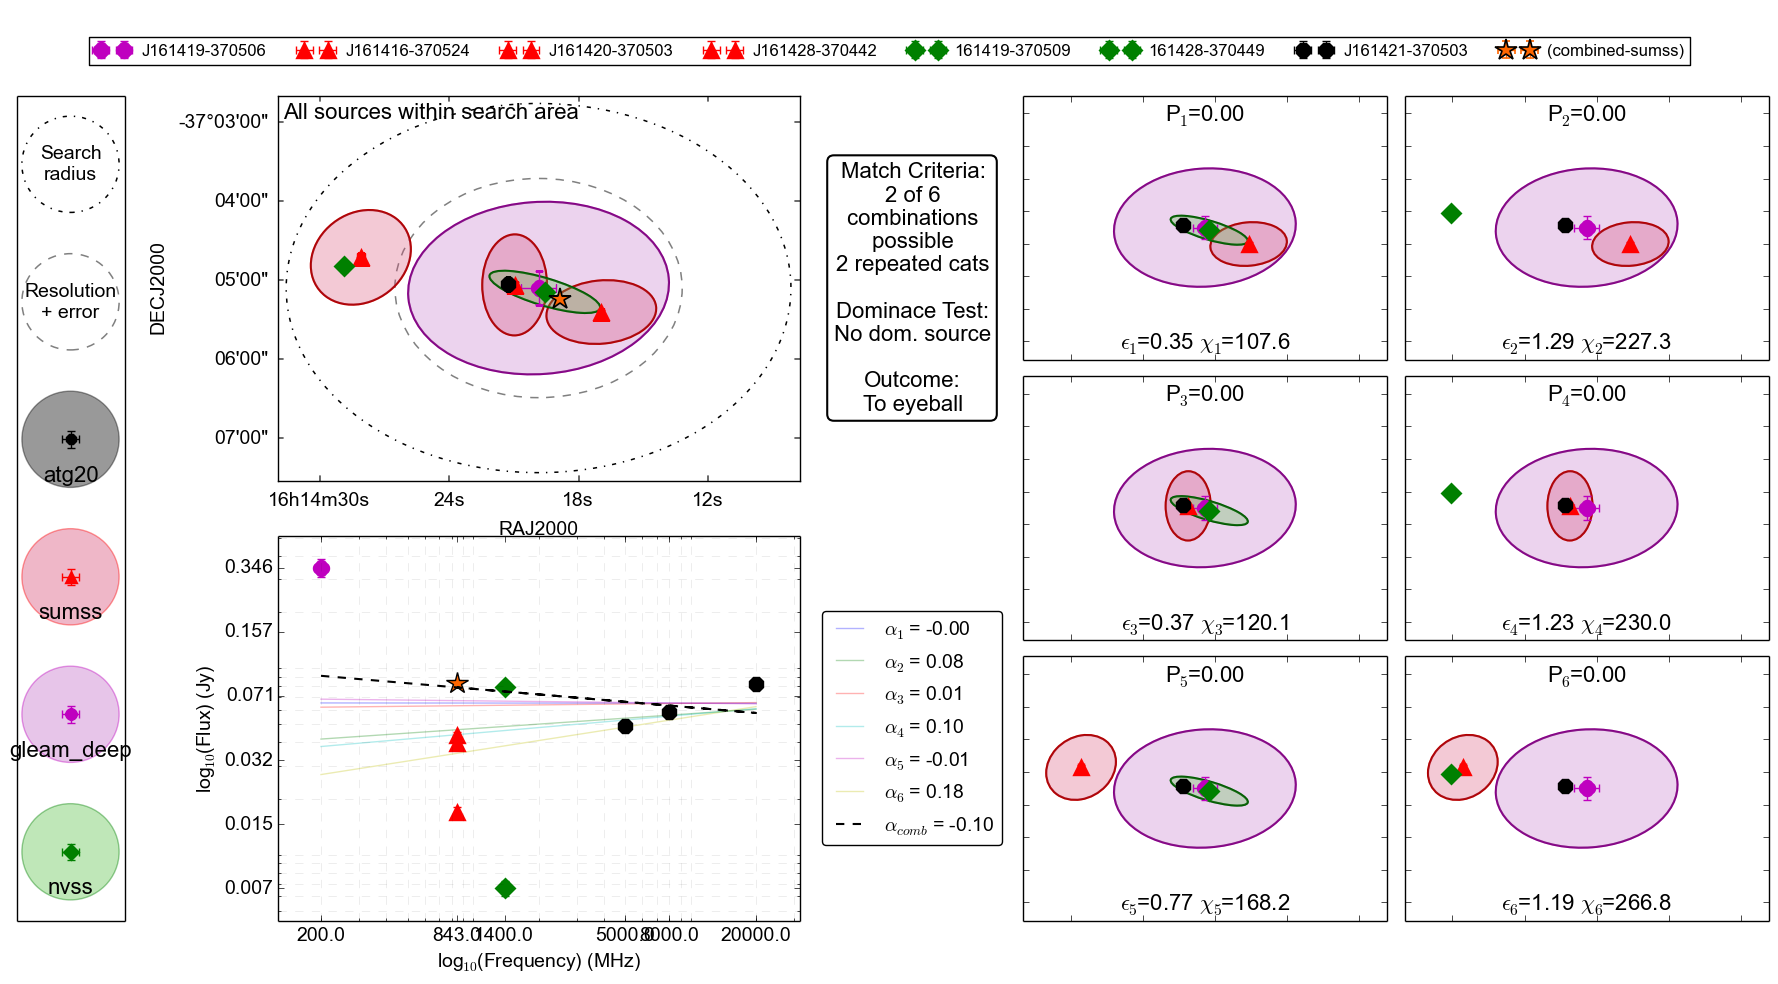 J161419-370506 J161416-370524 J161420-370503 J161428-370442 161419-370509 161428-370449 J161421-370503 (combined-sumss)
Search
radius
Resolution
+ error
atg20
sumss
gleam_deep
nvss
All sources within search area
-37°03'00"
04'00"
05'00"
06'00"
07'00"
DECJ2000
16h14m30s 24s 18s 12s
RAJ2000
Match Criteria:
2 of 6
combinations
possible
2 repeated cats
Dominace Test:
No dom. source
Outcome:
To eyeball
0.346
0.157
0.071
0.032
0.015
0.007
log10(Flux) (Jy)
200.0 843.0 1400.0 5000.0 8000.0 20000.0
log10(Frequency) (MHz)
α1 = -0.00
α2 = 0.08
α3 = 0.01
α4 = 0.10
α5 = -0.01
α6 = 0.18
αcomb = -0.10
P1=0.00
ϵ1=0.35 χ1=107.6
P2=0.00
ϵ2=1.29 χ2=227.3
P3=0.00
ϵ3=0.37 χ3=120.1
P4=0.00
ϵ4=1.23 χ4=230.0
P5=0.00
ϵ5=0.77 χ5=168.2
P6=0.00
ϵ6=1.19 χ6=266.8